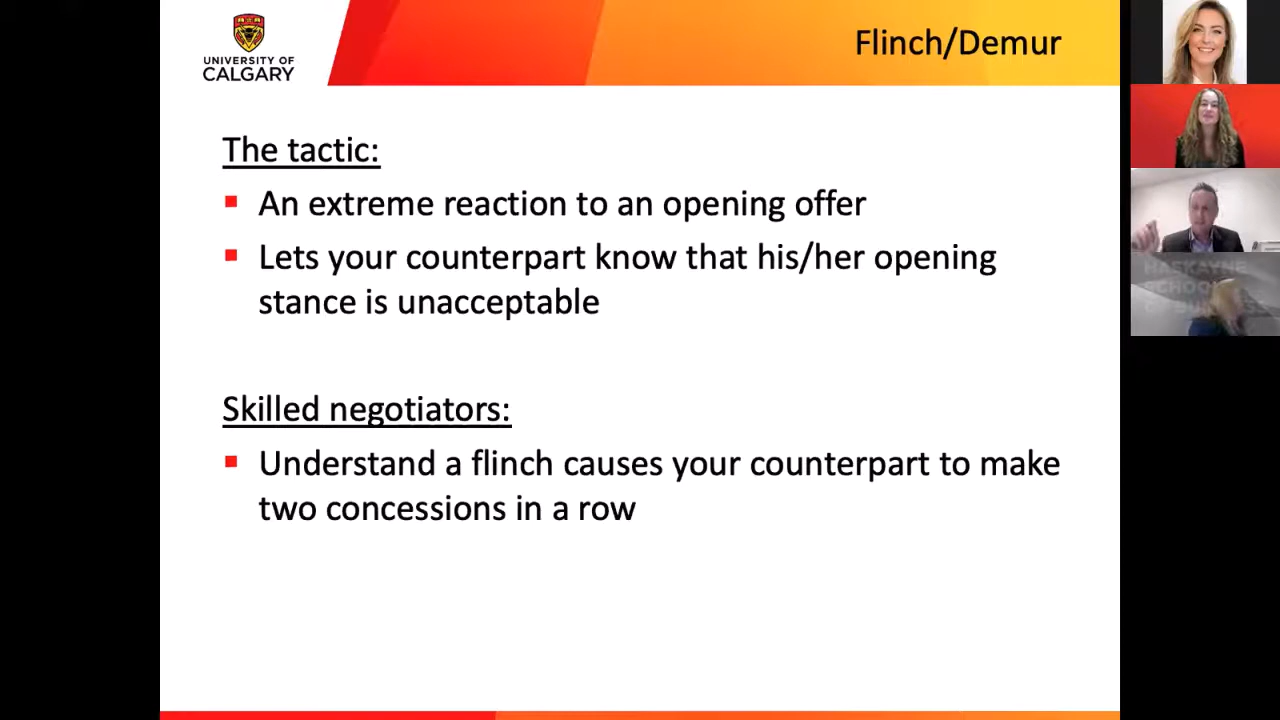 UNIVERSITY OF
CALGARY
Flinch/Demur
The tactic:
An extreme reaction to an opening offer
Lets your counterpart know that his/her opening
stance is unacceptable
Skilled negotiators:
Understand a flinch causes your counterpart to make
two concessions in a row
HASKAYNE
SCHOOL